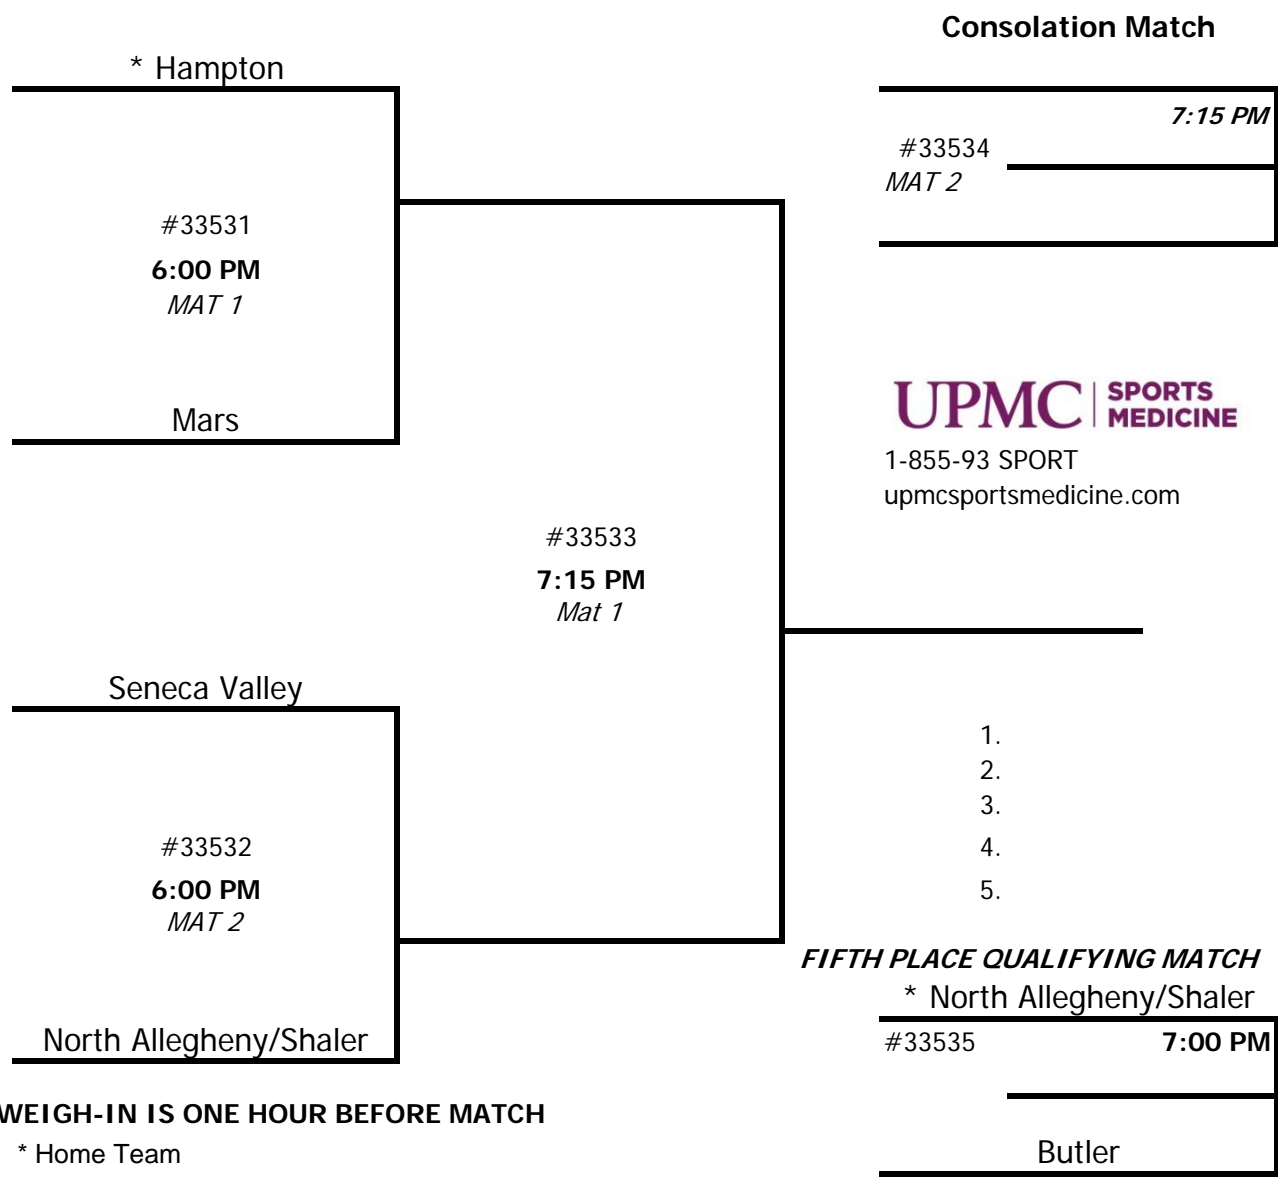 Consolation Match
* Hampton
7:15 PM
#33534
MAT 2
#33531
6:00 PM
MAT 1
Mars
UPMC | SPORTS MEDICINE
1-855-93 SPORT
upmcsportsmedicine.com
#33533
7:15 PM
Mat 1
Seneca Valley
#33532
6:00 PM
MAT 2
North Allegheny/Shaler
1.
2.
3.
4.
5.
FIFTH PLACE QUALIFYING MATCH
* North Allegheny/Shaler
#33535 7:00 PM
Butler
WEIGH-IN IS ONE HOUR BEFORE MATCH
* Home Team